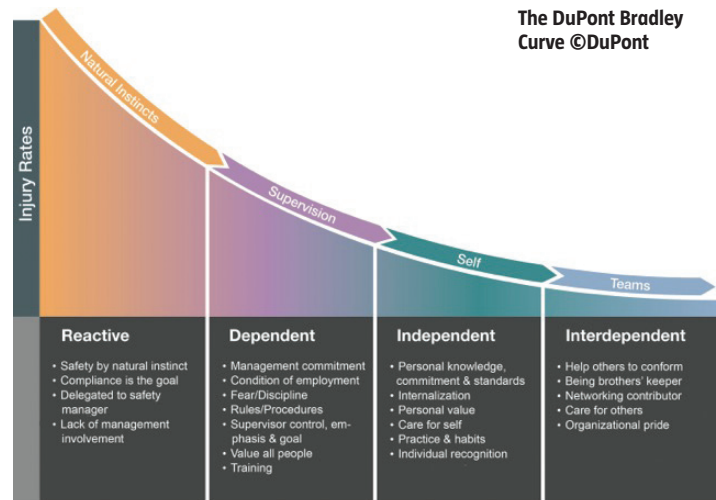 The DuPont Bradley
Curve ©DuPont
Injury Rates
Natural Instincts
Supervision
Self
Teams
Reactive
• Safety by natural instinct
• Compliance is the goal
• Delegated to safety
manager
• Lack of management
involvement
Dependent
• Management commitment
• Condition of employment
• Fear/Discipline
• Rules/Procedures
• Supervisor control, em-
phasis & goal
• Value all people
• Training
Independent
• Personal knowledge,
commitment & standards
• Internalization
• Personal value
• Care for self
• Practice & habits
• Individual recognition
Interdependent
• Help others to conform
• Being brothers' keeper
• Networking contributor
• Care for others
• Organizational pride